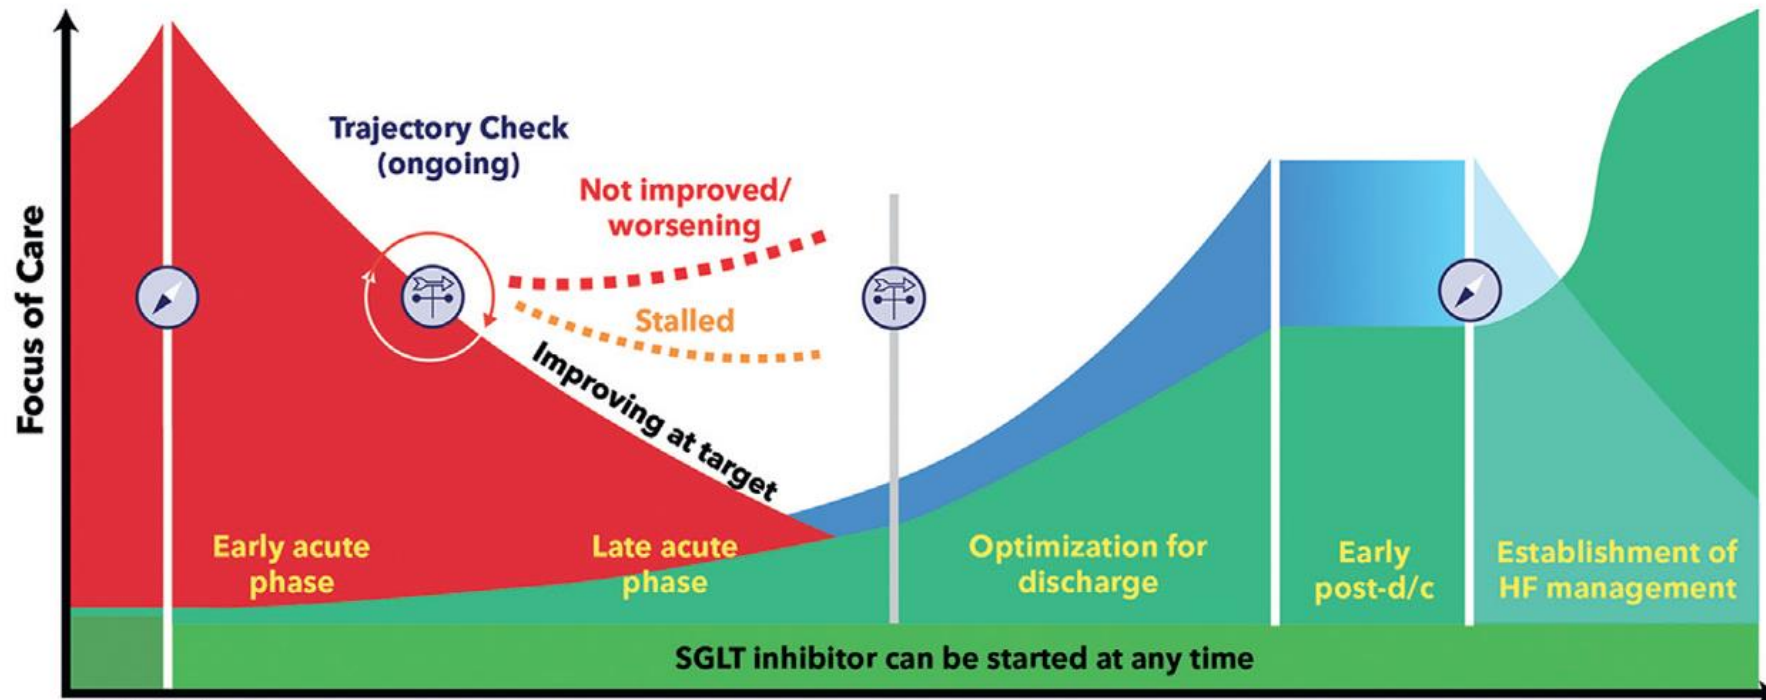 Focus of Care
Trajectory Check
(ongoing)
Not improved/
worsening
Stalled
Improving at target
Early acute
phase
Late acute
phase
Optimization for
discharge
Early
post-d/c
Establishment of
HF management
SGLT inhibitor can be started at any time